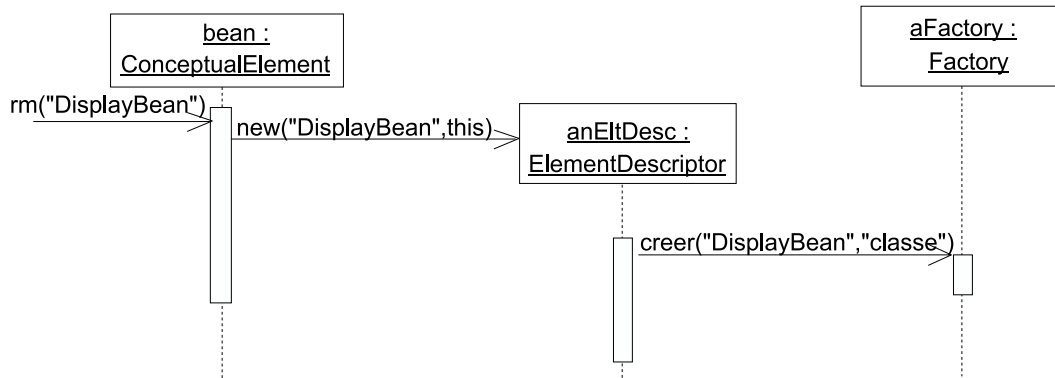 bean :
ConceptualElement
aFactory :
Factory
rm("DisplayBean")
new("DisplayBean",this)
anEltDesc :
ElementDescriptor
creer("DisplayBean","classe")